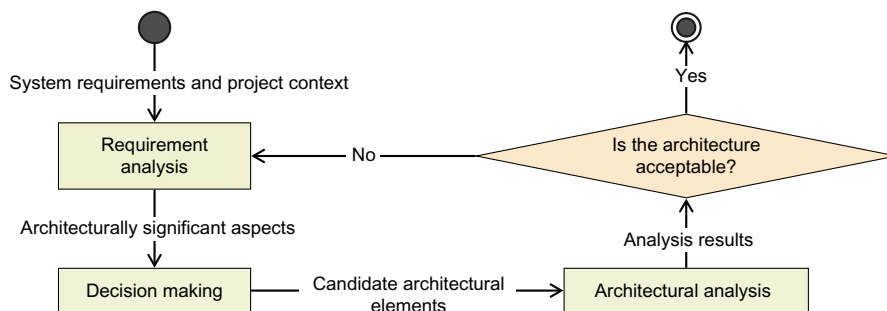 System requirements and project context
Yes
Requirement
analysis
No
Is the architecture
acceptable?
Architecturally significant aspects
Analysis results
Decision making
Candidate architectural
elements
Architectural analysis